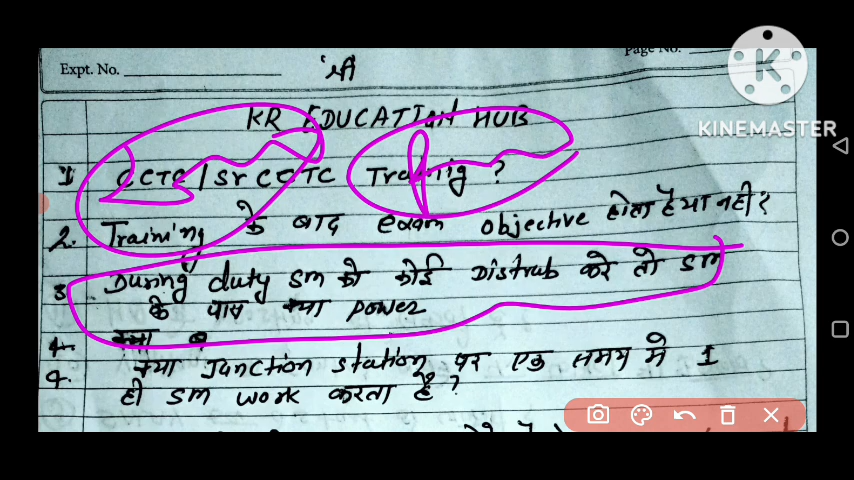 Page No.
Expt. No.
श्री
KINEMASTER
KR EDUCATION HUB
1 CCTC / Sr CCTC Trainig ?
2. Training के बाद exam objective होता है या नही ?
3 During duty SM को कोई Distrub करे तो SM
के पास क्या power
4. क्या
4. क्या Junction station पर एक समय मे 1
ही SM work करता है ?